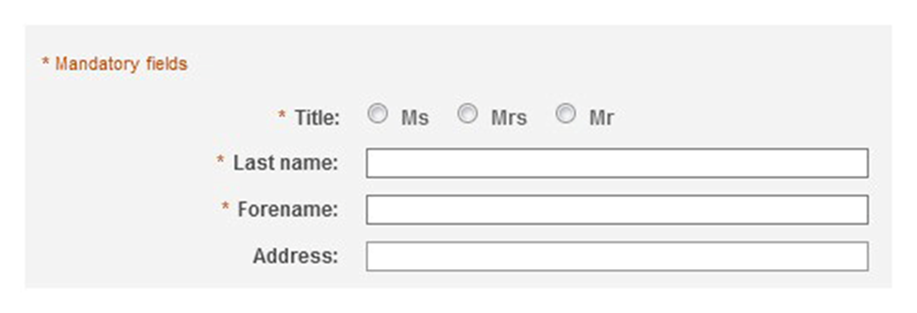 * Mandatory fields
* Title: Ms Mrs Mr
* Last name:
* Forename:
Address: